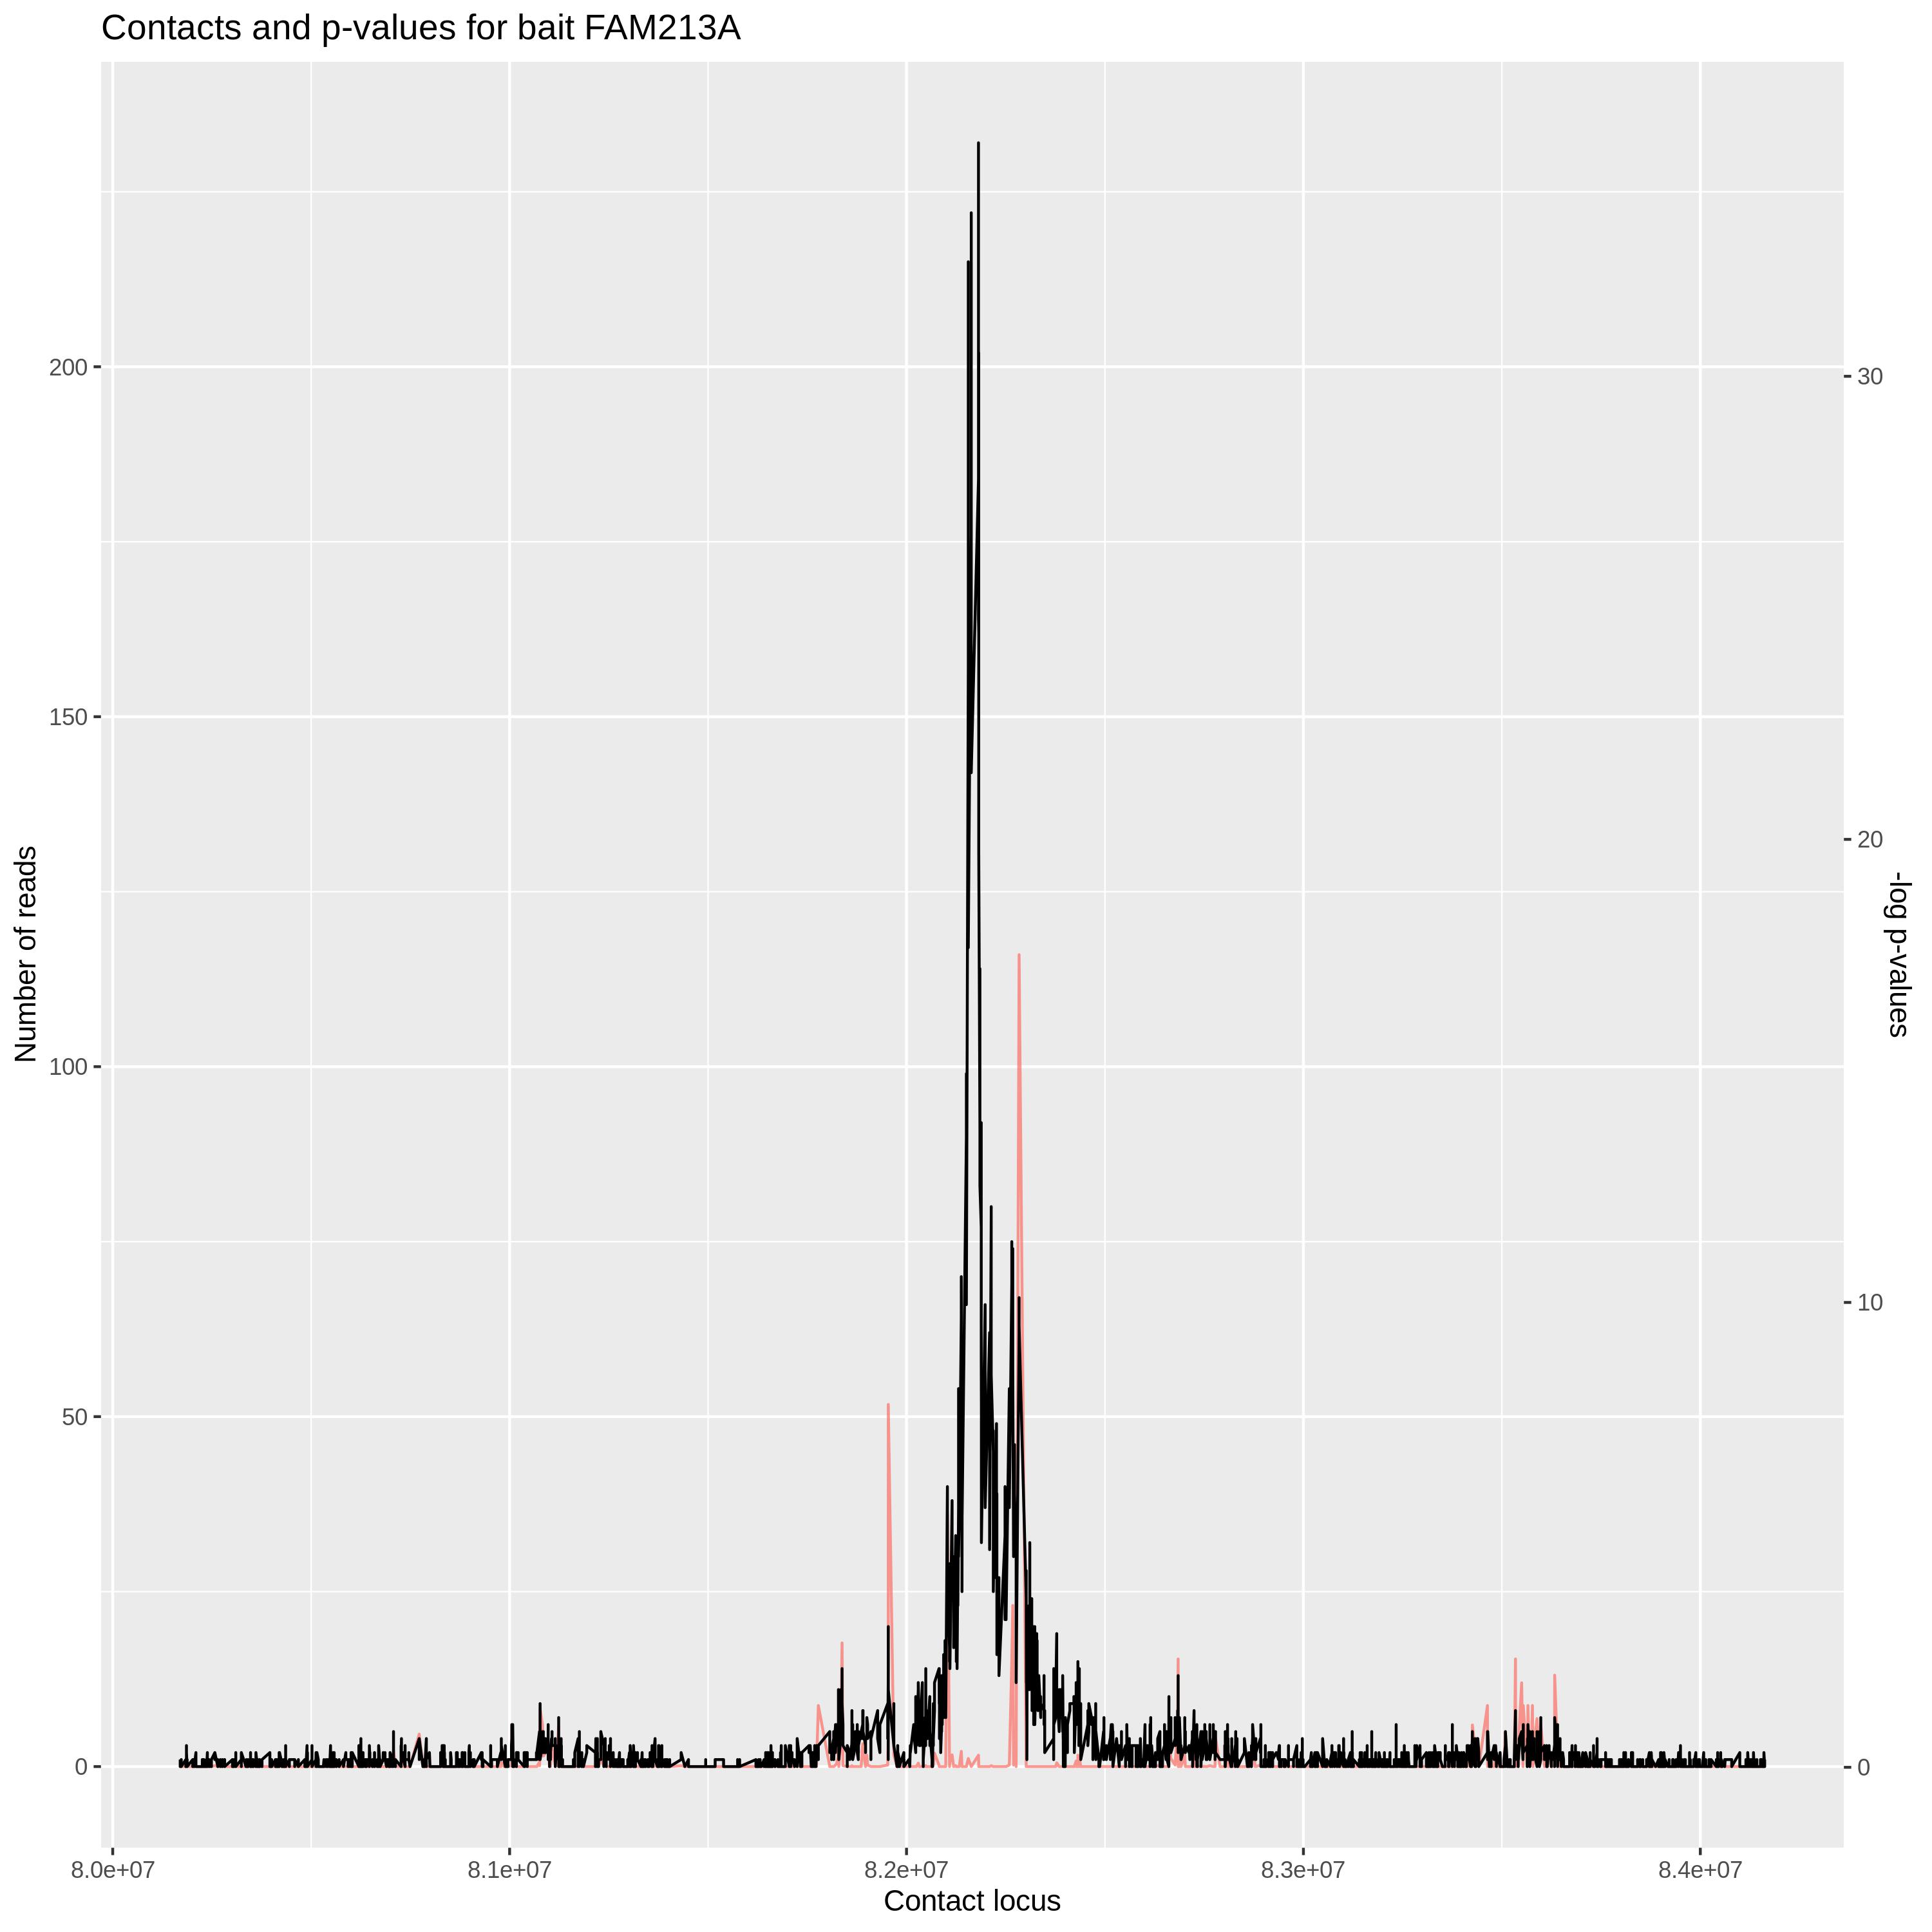 Contacts and p-values for bait FAM213A
200
150
100
50
0
Number of reads
30
20
10
0
-log p-values
8.0e+07 8.1e+07 8.2e+07 8.3e+07 8.4e+07
Contact locus